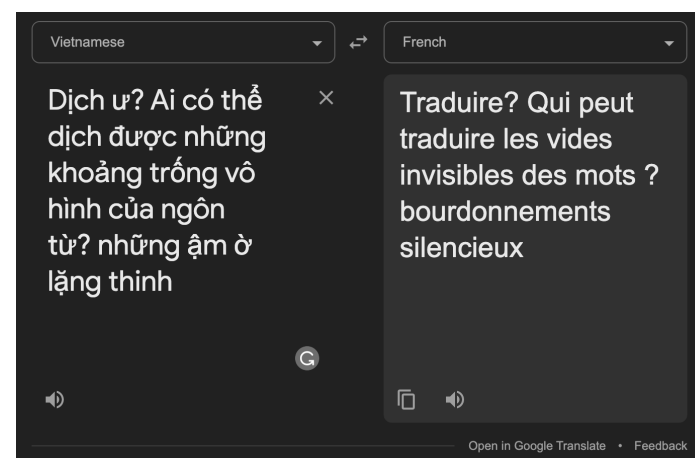 Vietnamese
French
Dịch ư? Ai có thể
dịch được những
khoảng trống vô
hình của ngôn
từ? những ậm ờ
lặng thinh
Traduire? Qui peut
traduire les vides
invisibles des mots ?
bourdonnements
silencieux
Open in Google Translate • Feedback